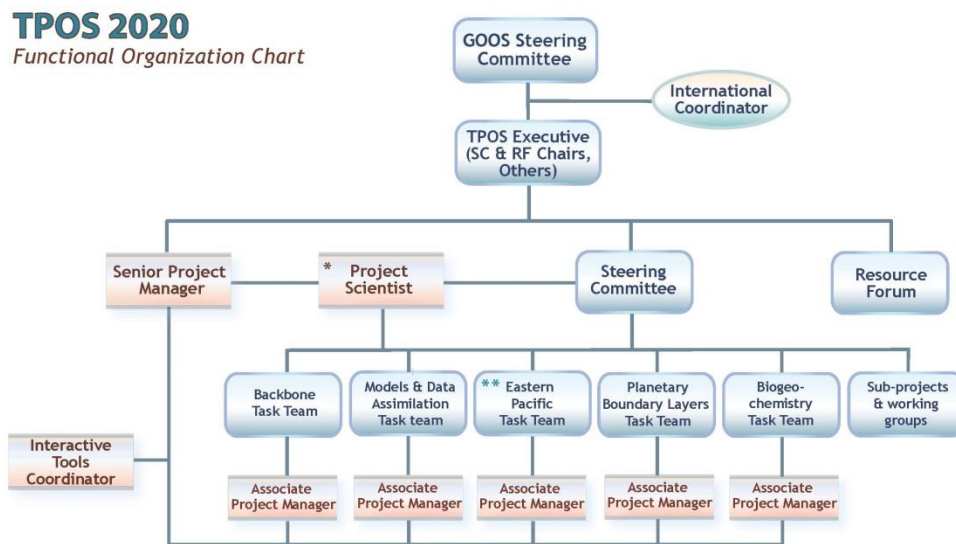 TPOS 2020
Functional Organization Chart
GOOS Steering
Committee
International
Coordinator
TPOS Executive
(SC & RF Chairs,
Others)
Senior Project
Manager
* Project
Scientist
Steering
Committee
Resource
Forum
Backbone
Task Team
Models & Data
Assimilation
Task team
** Eastern
Pacific
Task Team
Planetary
Boundary Layers
Task Team
Biogeo-
chemistry
Task Team
Sub-projects
& working
groups
Interactive
Tools
Coordinator
Associate
Project Manager
Associate
Project Manager
Associate
Project Manager
Associate
Project Manager
Associate
Project Manager